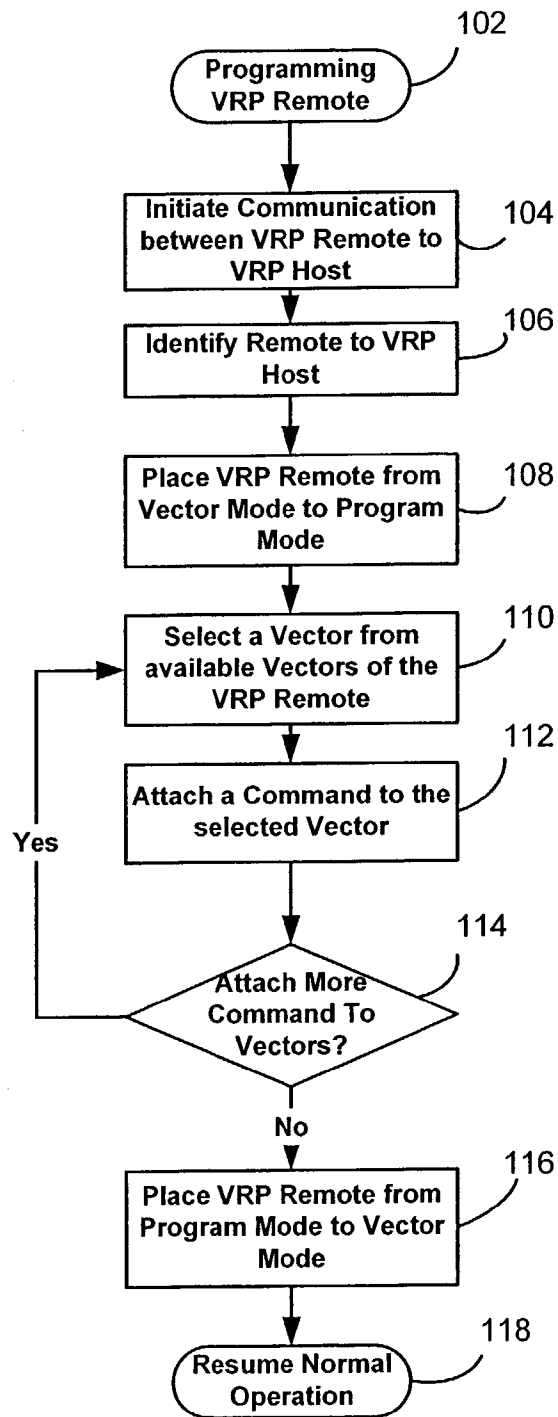 102
Programming
VRP Remote
Initiate Communication
between VRP Remote to
VRP Host
104
106
Identify Remote to VRP
Host
Place VRP Remote from
Vector Mode to Program
Mode
108
110
Select a Vector from
available Vectors of the
VRP Remote
112
Attach a Command to the
selected Vector
Yes
114
Attach More
Command To
Vectors?
No
116
Place VRP Remote from
Program Mode to Vector
Mode
118
Resume Normal
Operation